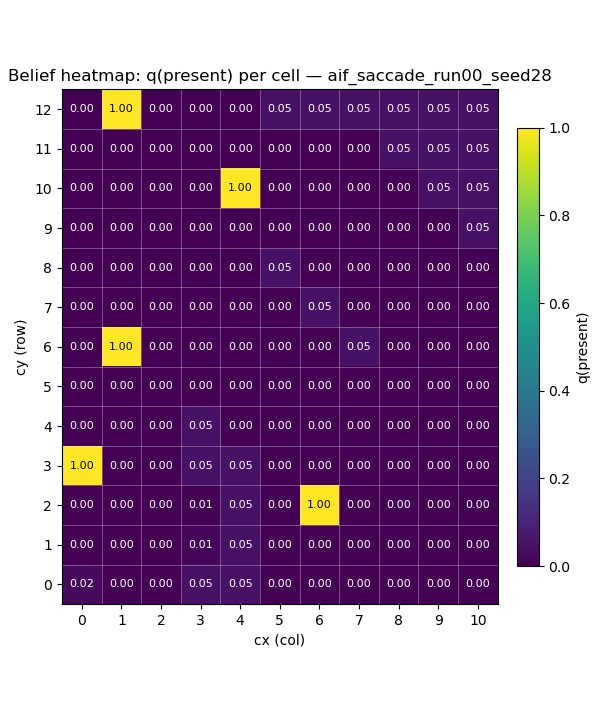 Belief heatmap: q(present) per cell — aif_saccade_run00_seed28
12 0.00 1.00 0.00 0.00 0.00 0.05 0.05 0.05 0.05 0.05 0.05
11 0.00 0.00 0.00 0.00 0.00 0.00 0.00 0.00 0.05 0.05 0.05
10 0.00 0.00 0.00 0.00 1.00 0.00 0.00 0.00 0.00 0.05 0.05
9 0.00 0.00 0.00 0.00 0.00 0.00 0.00 0.00 0.00 0.00 0.05
8 0.00 0.00 0.00 0.00 0.00 0.05 0.00 0.00 0.00 0.00 0.00
7 0.00 0.00 0.00 0.00 0.00 0.00 0.05 0.00 0.00 0.00 0.00
6 0.00 1.00 0.00 0.00 0.00 0.00 0.00 0.05 0.00 0.00 0.00
5 0.00 0.00 0.00 0.00 0.00 0.00 0.00 0.00 0.00 0.00 0.00
4 0.00 0.00 0.00 0.05 0.00 0.00 0.00 0.00 0.00 0.00 0.00
3 1.00 0.00 0.00 0.05 0.05 0.00 0.00 0.00 0.00 0.00 0.00
2 0.00 0.00 0.00 0.01 0.05 0.00 1.00 0.00 0.00 0.00 0.00
1 0.00 0.00 0.00 0.01 0.05 0.00 0.00 0.00 0.00 0.00 0.00
0 0.02 0.00 0.00 0.05 0.05 0.00 0.00 0.00 0.00 0.00 0.00
0 1 2 3 4 5 6 7 8 9 10
cx (col)
cy (row)
1.0
0.8
0.6
0.4
0.2
0.0
q(present)